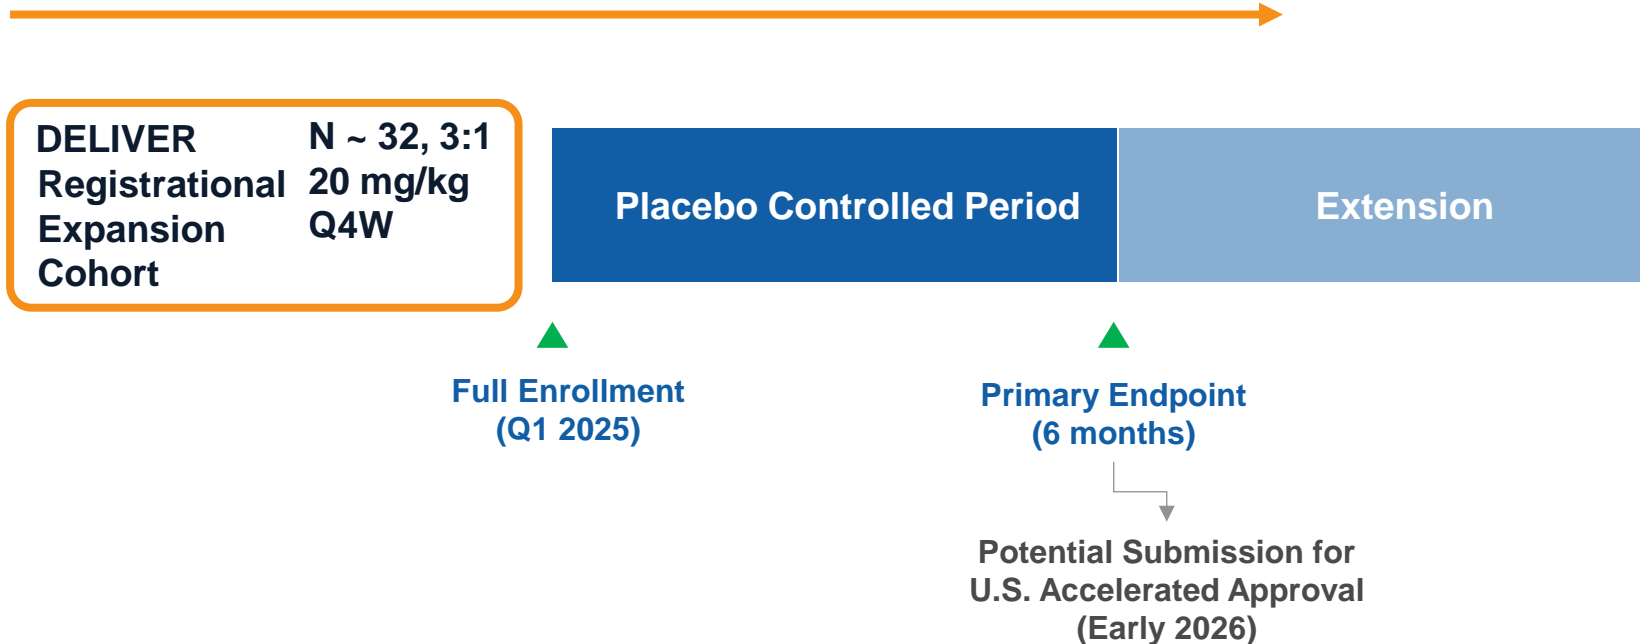 DELIVER
Registrational
Expansion
Cohort
N ~ 32, 3:1
20 mg/kg
Q4W
Placebo Controlled Period
Extension
Full Enrollment
(Q1 2025)
Primary Endpoint
(6 months)
Potential Submission for
U.S. Accelerated Approval
(Early 2026)